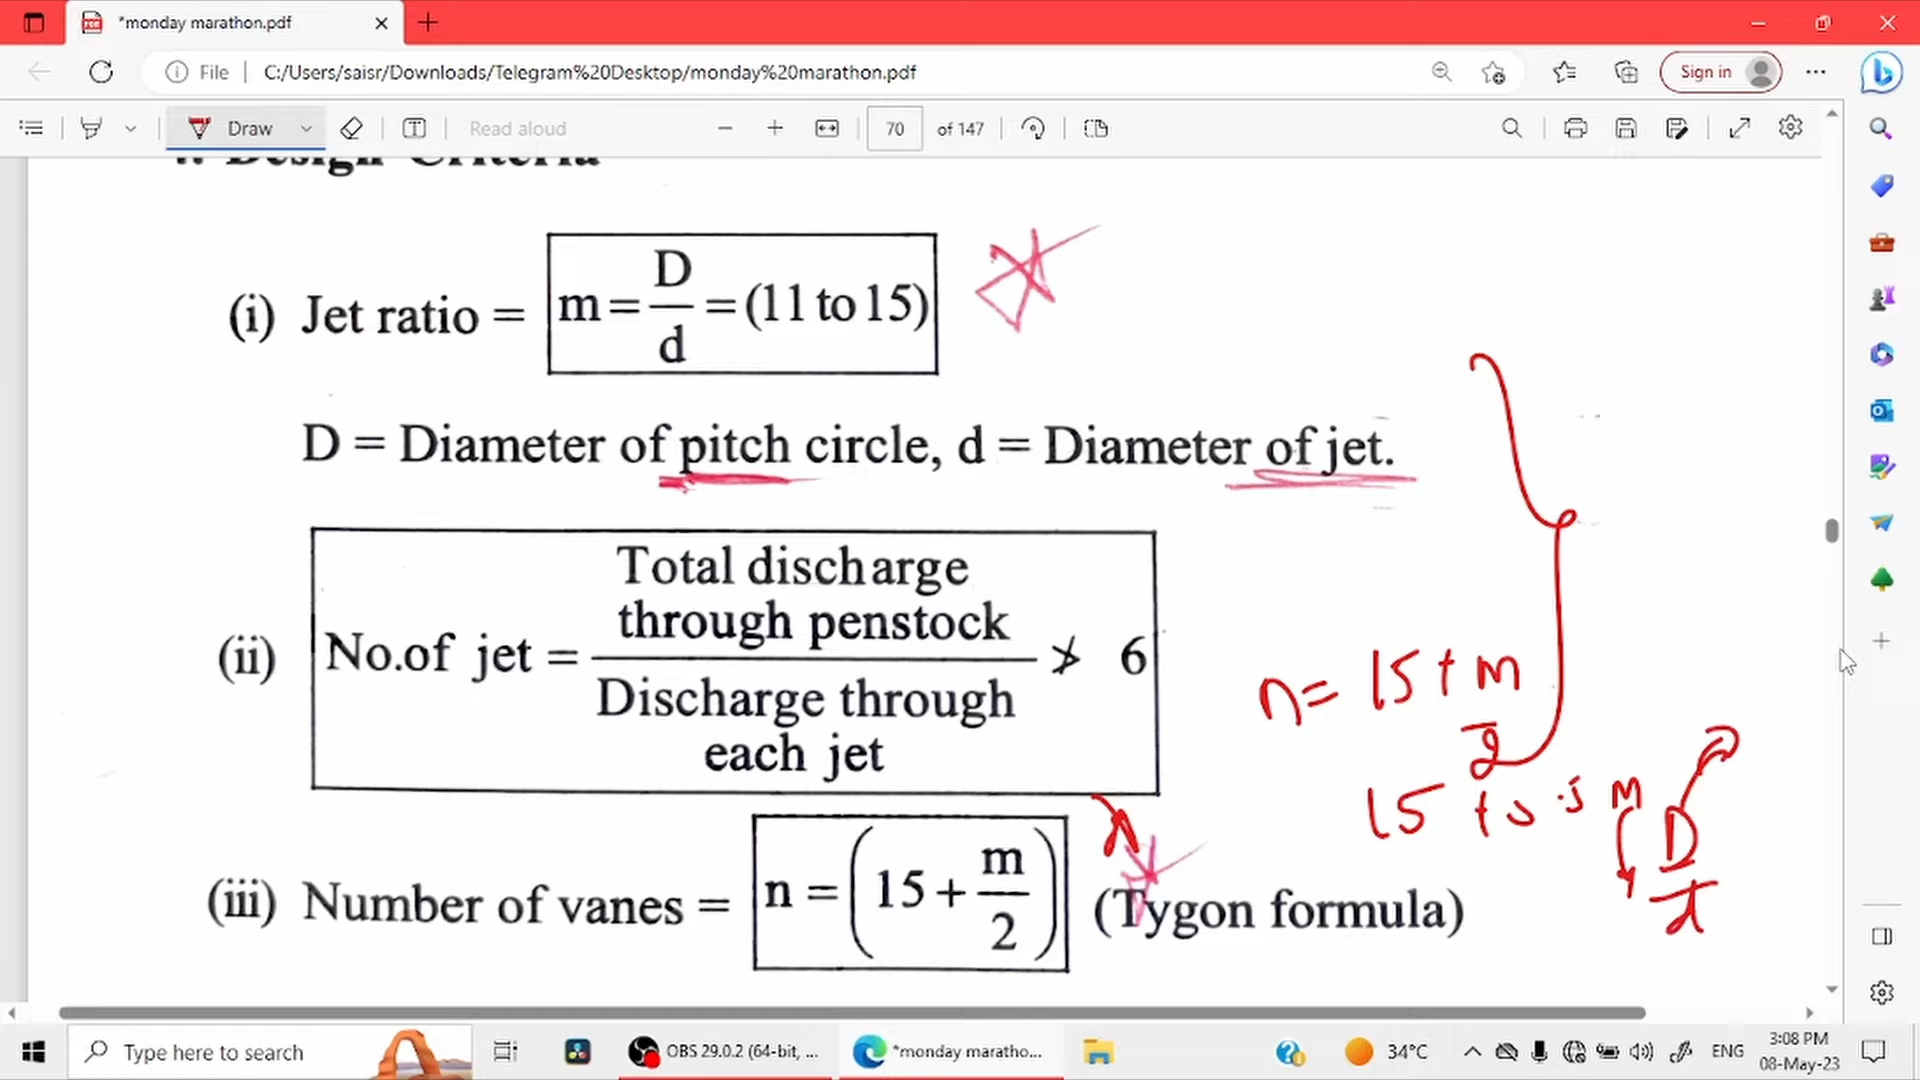 *monday marathon.pdf
File C:/Users/saisr/Downloads/Telegram%20Desktop/monday%20marathon.pdf
Sign in
Draw Read aloud 70 of 147
Design Criteria
(i) Jet ratio = m = D/d = (11 to 15)
D = Diameter of pitch circle, d = Diameter of jet.
(ii) No.of jet = Total discharge through penstock / Discharge through each jet ≯ 6
n = 15 + m/2
15 + 0.5 m
D/d
(iii) Number of vanes = n = (15 + m/2) (Tygon formula)
Type here to search
OBS 29.0.2 (64-bit, ...
*monday maratho...
34°C
ENG
3:08 PM
08-May-23